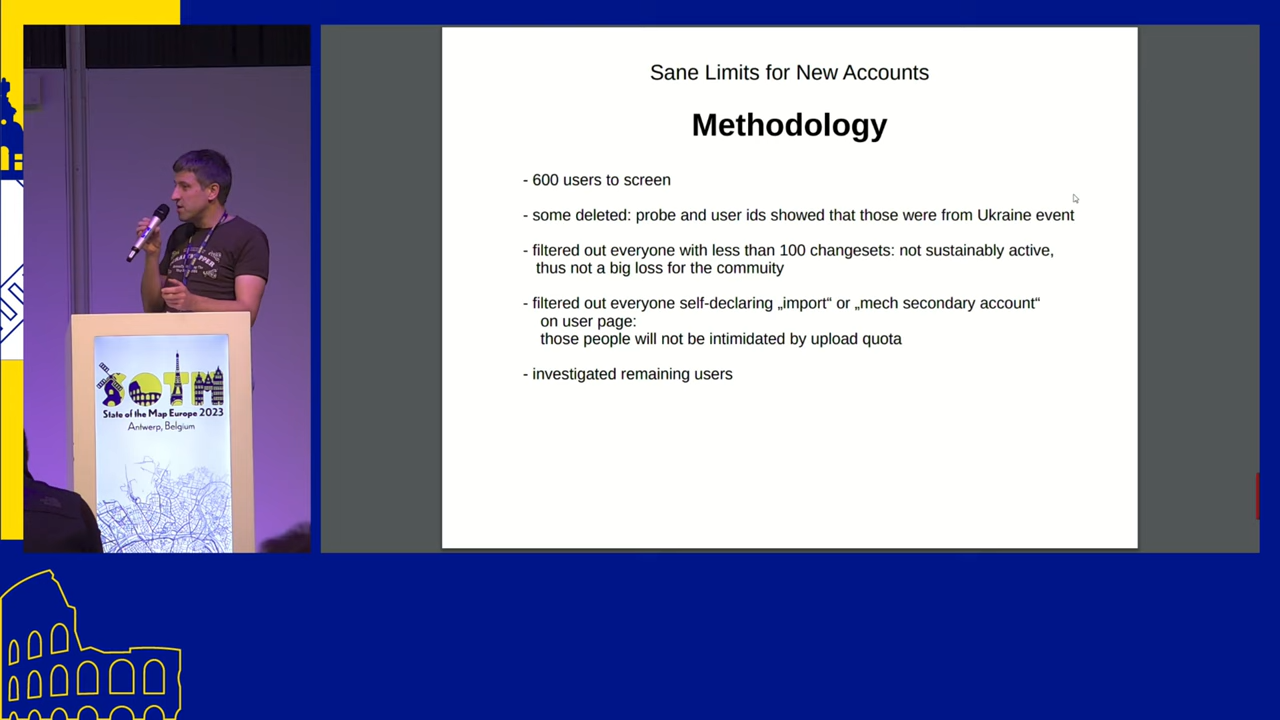 Sane Limits for New Accounts
Methodology
- 600 users to screen
- some deleted: probe and user ids showed that those were from Ukraine event
- filtered out everyone with less than 100 changesets: not sustainably active,
thus not a big loss for the commuity
- filtered out everyone self-declaring „import“ or „mech secondary account“
on user page:
those people will not be intimidated by upload quota
- investigated remaining users
SOTM
State of the Map Europe 2023
Antwerp, Belgium